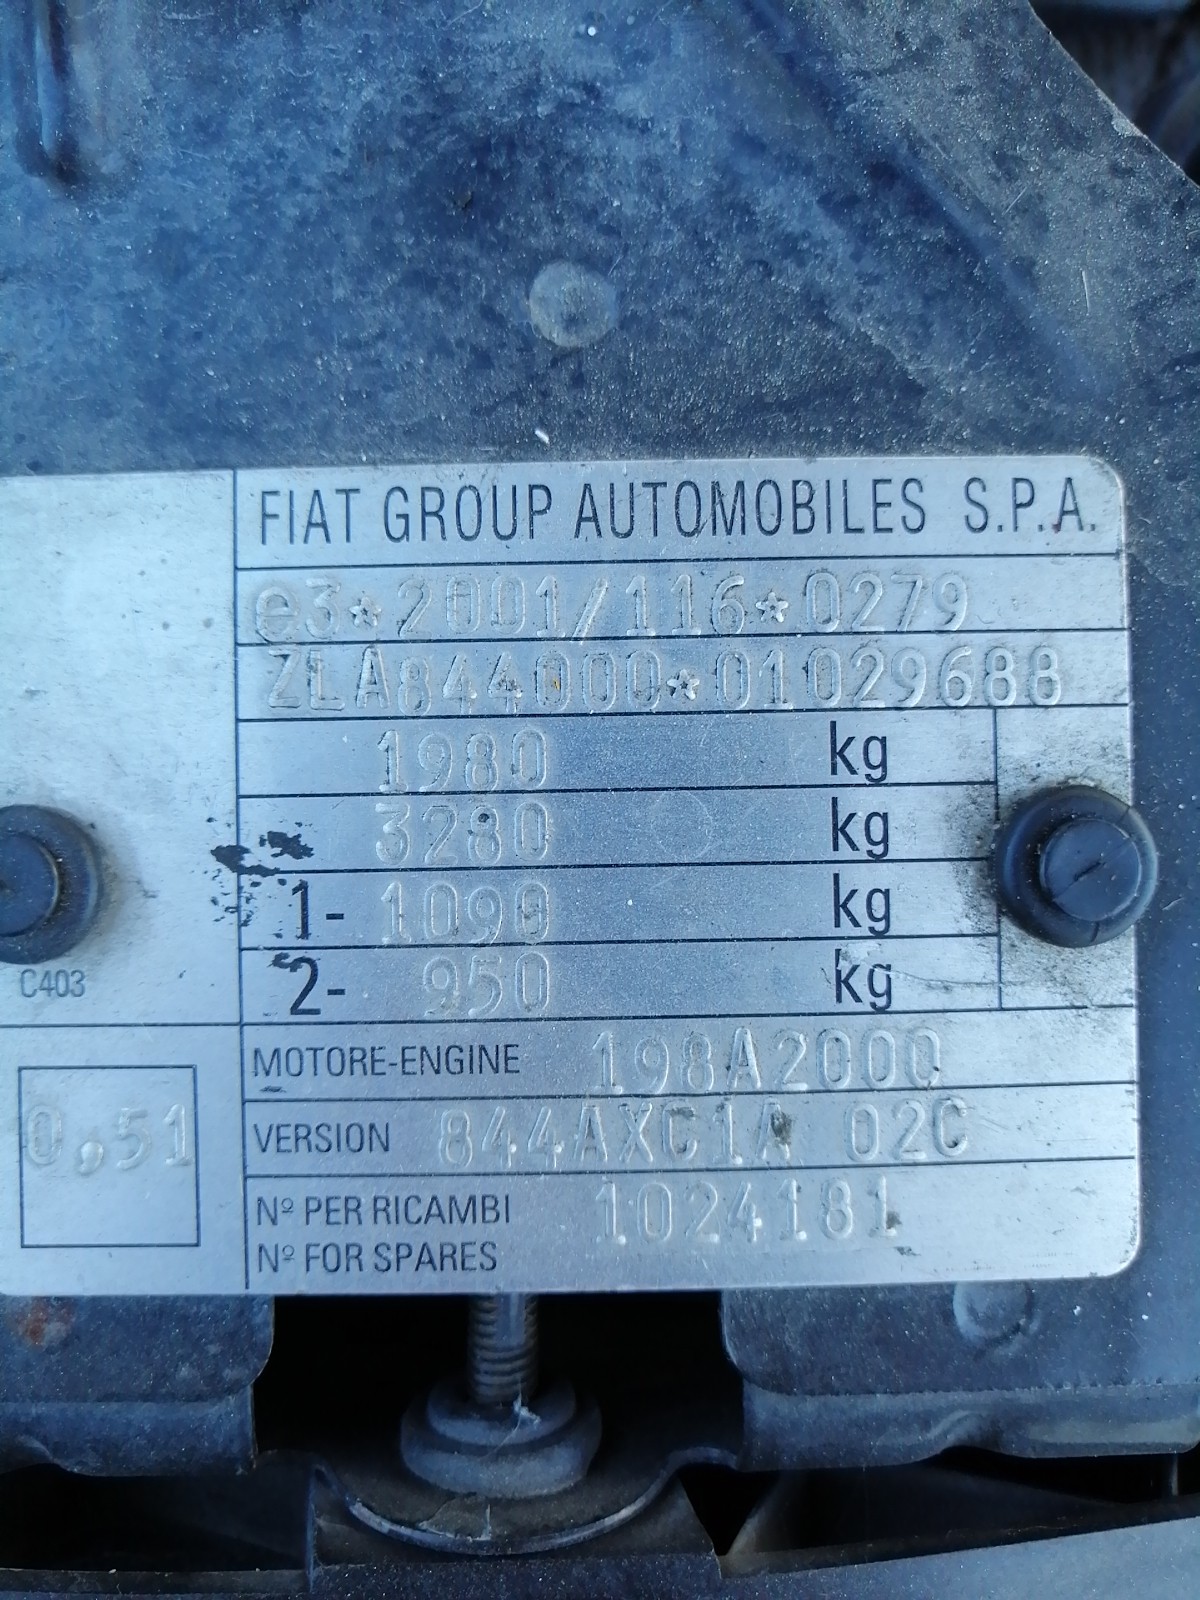 FIAT GROUP AUTOMOBILES S.P.A.
e3*2001/116*0279
ZLA844000*01029688
1980 kg
3280 kg
1- 1090 kg
2- 950 kg
C403
MOTORE-ENGINE 198A2000
0,51
VERSION 844AXC1A 02C
Nº PER RICAMBI 1024181
Nº FOR SPARES